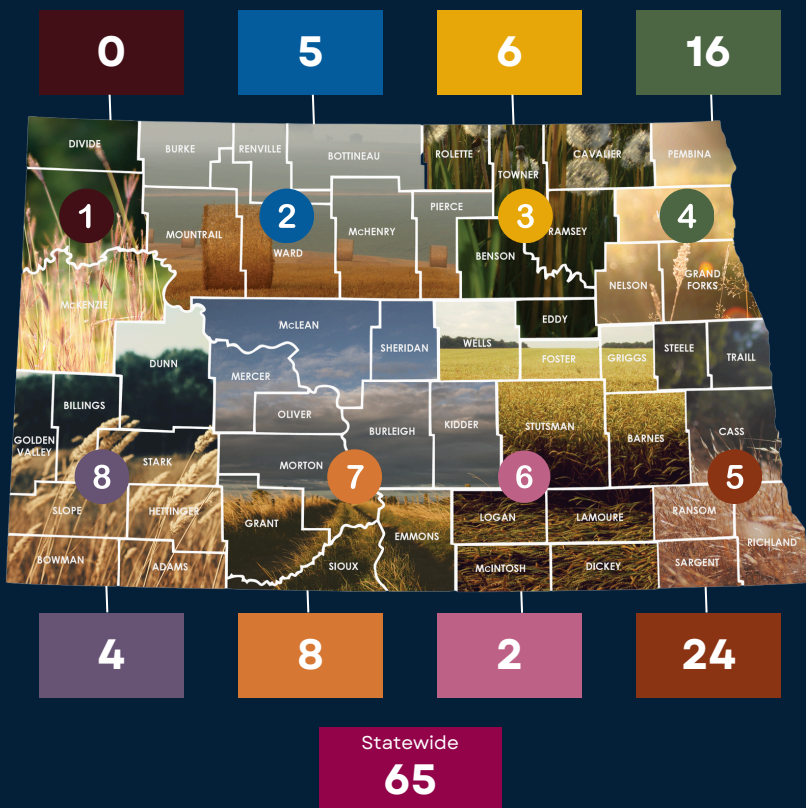 0
5
6
16
DIVIDE
BURKE
RENVILLE
BOTTINEAU
ROLETTE
TOWNER
CAVALIER
PEMBINA
1
MOUNTRAIL
2
WARD
McHENRY
PIERCE
BENSON
3
RAMSEY
4
NELSON
GRAND
FORKS
McKENZIE
DUNN
McLEAN
SHERIDAN
WELLS
EDDY
FOSTER
GRIGGS
STEELE
TRAILL
MERCER
OLIVER
BILLINGS
GOLDEN
VALLEY
STARK
8
MORTON
7
BURLEIGH
KIDDER
STUTSMAN
6
BARNES
CASS
5
SLOPE
HETTINGER
GRANT
SIOUX
EMMONS
LOGAN
LAMOURE
RANSOM
RICHLAND
BOWMAN
ADAMS
McINTOSH
DICKEY
SARGENT
4
8
2
24
Statewide
65